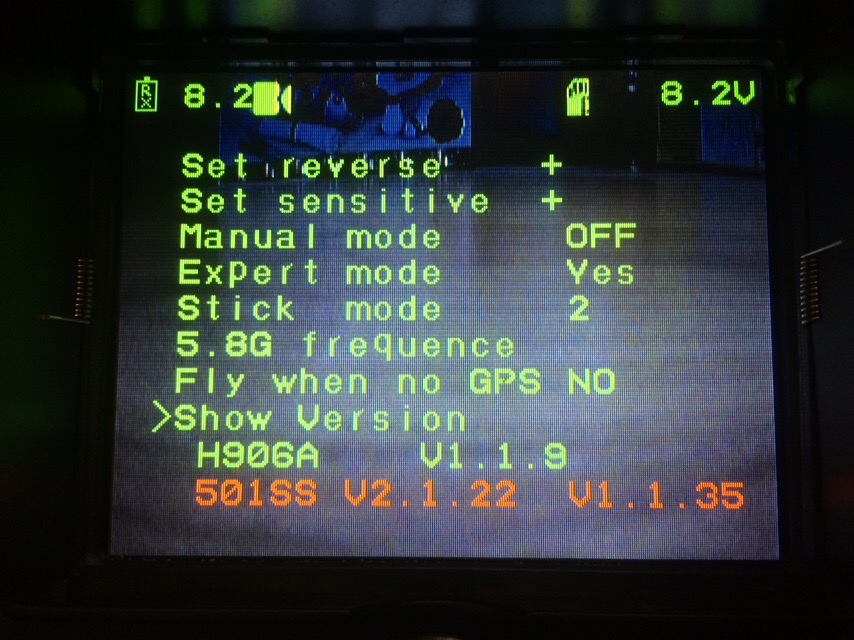 RX 8.2 8.2V
Set reverse +
Set sensitive +
Manual mode OFF
Expert mode Yes
Stick mode 2
5.8G frequence
Fly when no GPS NO
>Show Version
H906A V1.1.9
501SS V2.1.22 V1.1.35